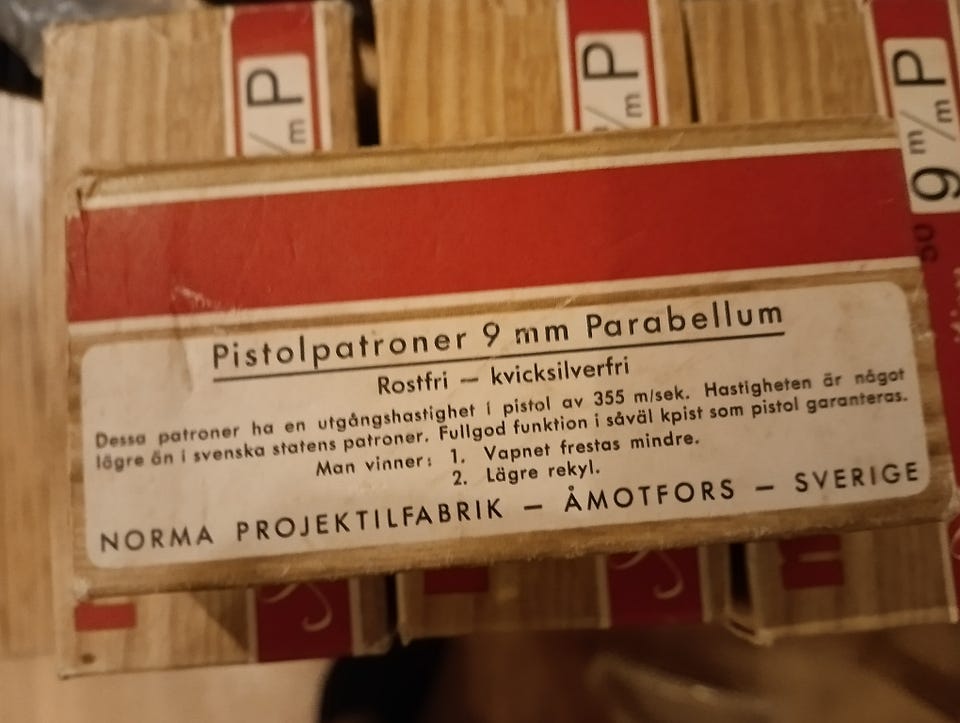 m/m P
m/m P
9 m/m P
50
Pistolpatroner 9 mm Parabellum
Rostfri — kvicksilverfri
Dessa patroner ha en utgångshastighet i pistol av 355 m/sek. Hastigheten är något
lägre än i svenska statens patroner. Fullgod funktion i såväl kpist som pistol garanteras.
Man vinner: 1. Vapnet frestas mindre.
2. Lägre rekyl.
NORMA PROJEKTILFABRIK — ÅMOTFORS — SVERIGE